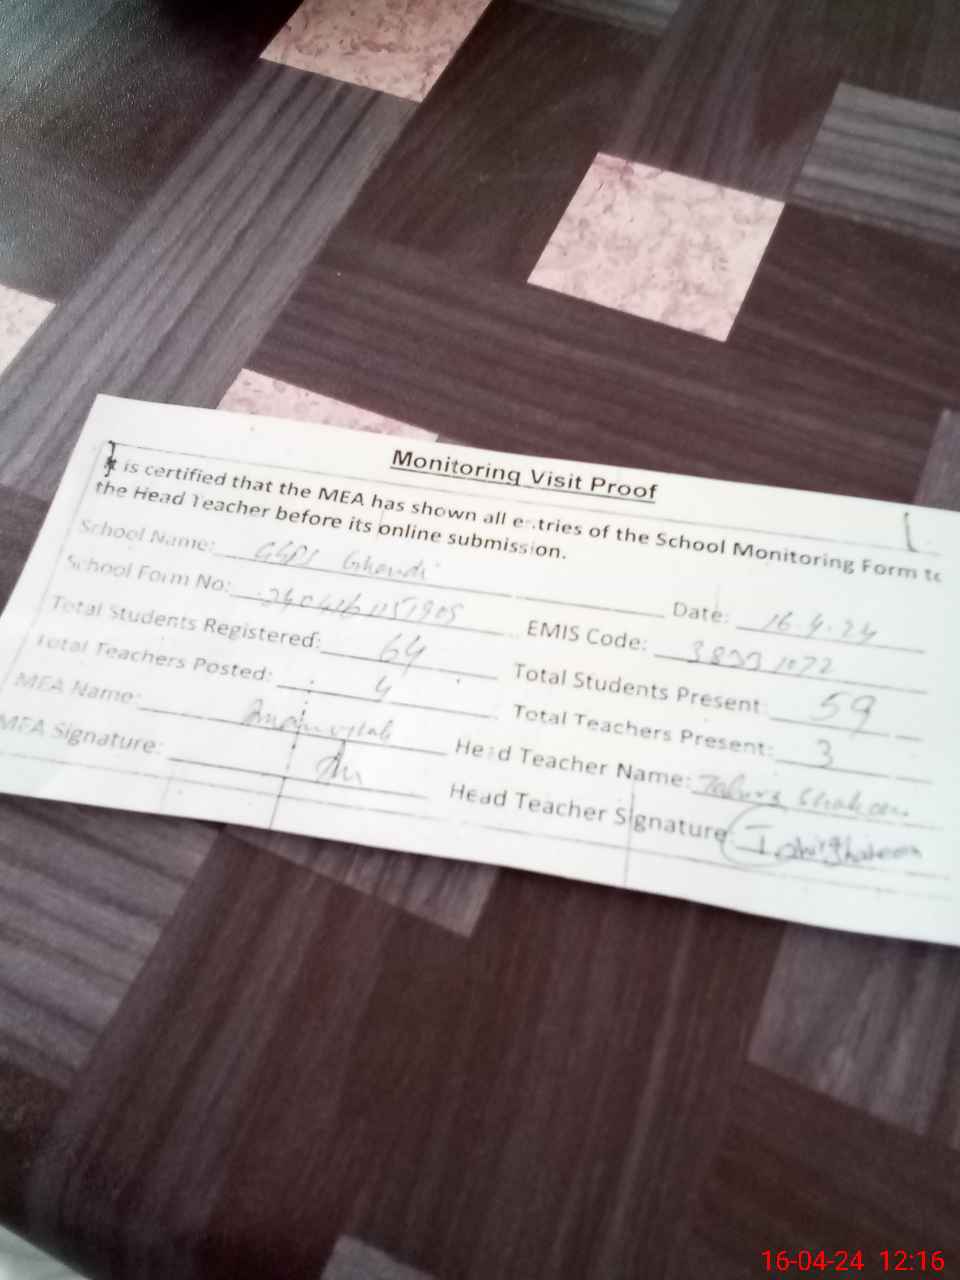 Monitoring Visit Proof
It is certified that the MEA has shown all entries of the School Monitoring Form to
the Head Teacher before its online submission.
School Name: GGPS Date: 16.4.24
School Form No: EMIS Code:
Total Students Registered: 64 Total Students Present: 59
Total Teachers Posted: 4 Total Teachers Present: 3
MEA Name: Head Teacher Name:
MEA Signature: Head Teacher Signature
16-04-24 12:16